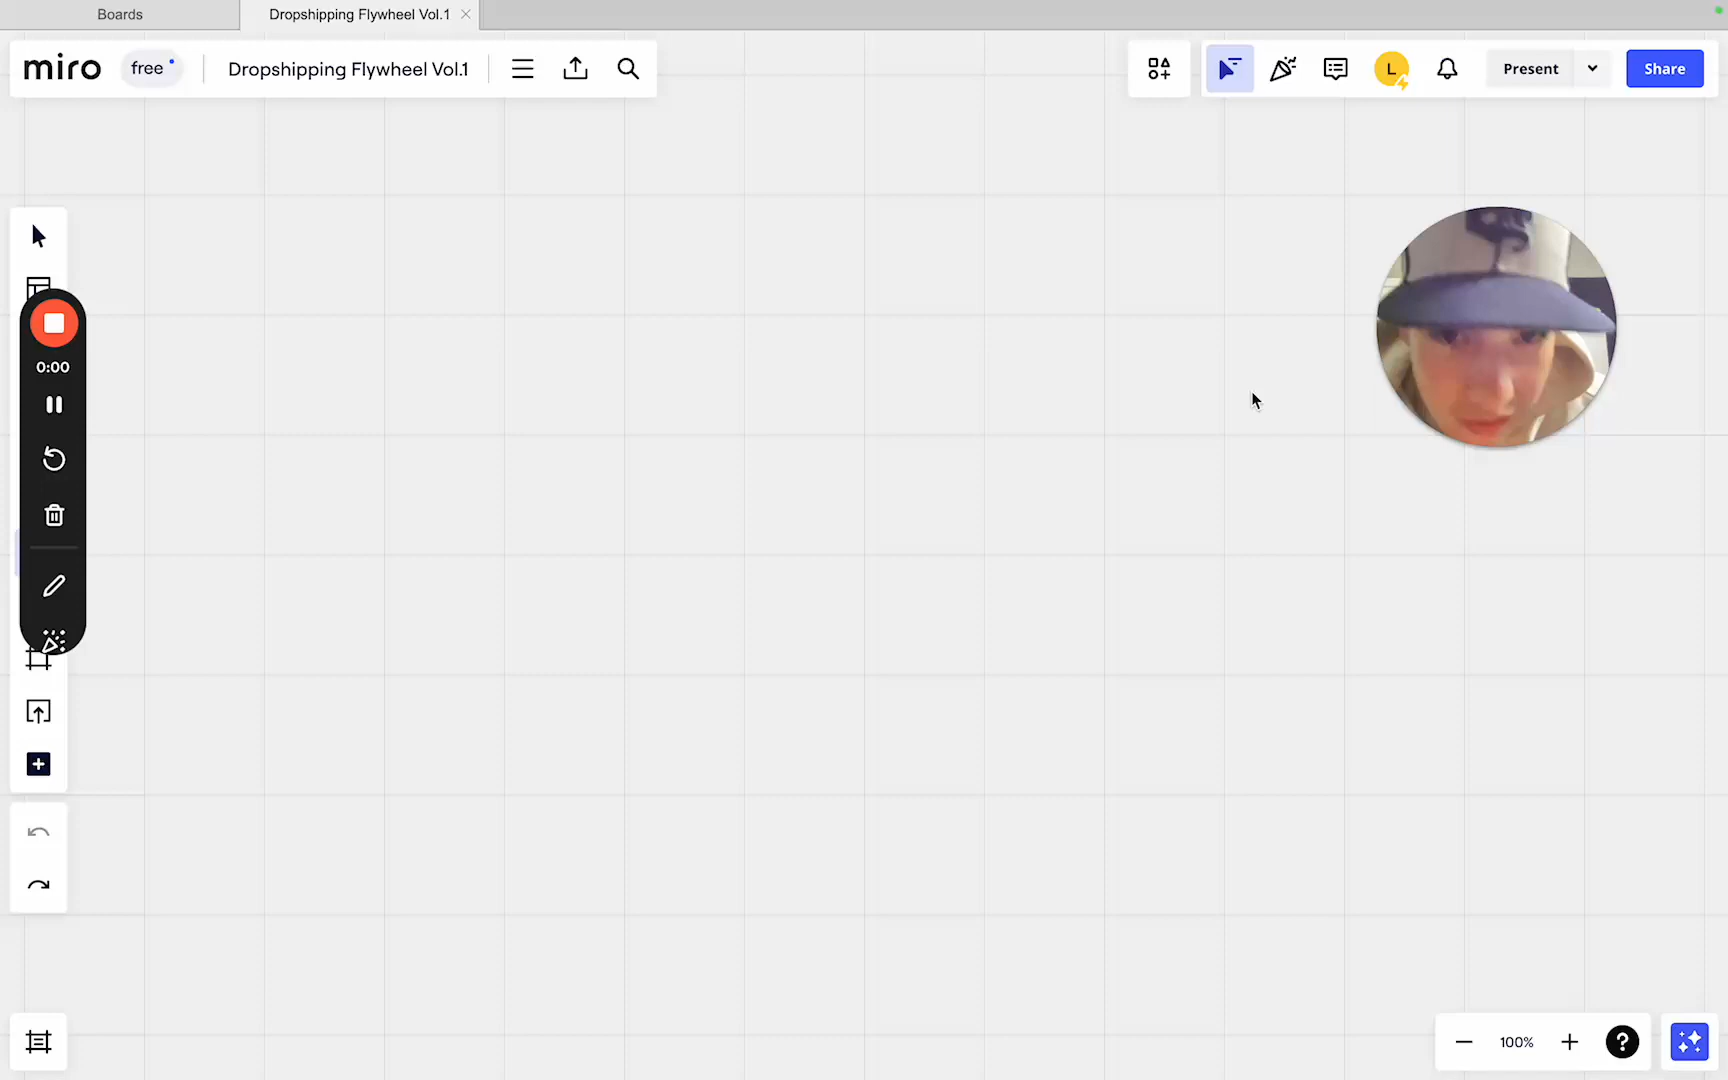 Boards
Dropshipping Flywheel Vol.1
miro
free
Dropshipping Flywheel Vol.1
L
Present
Share
0:00
100%
?